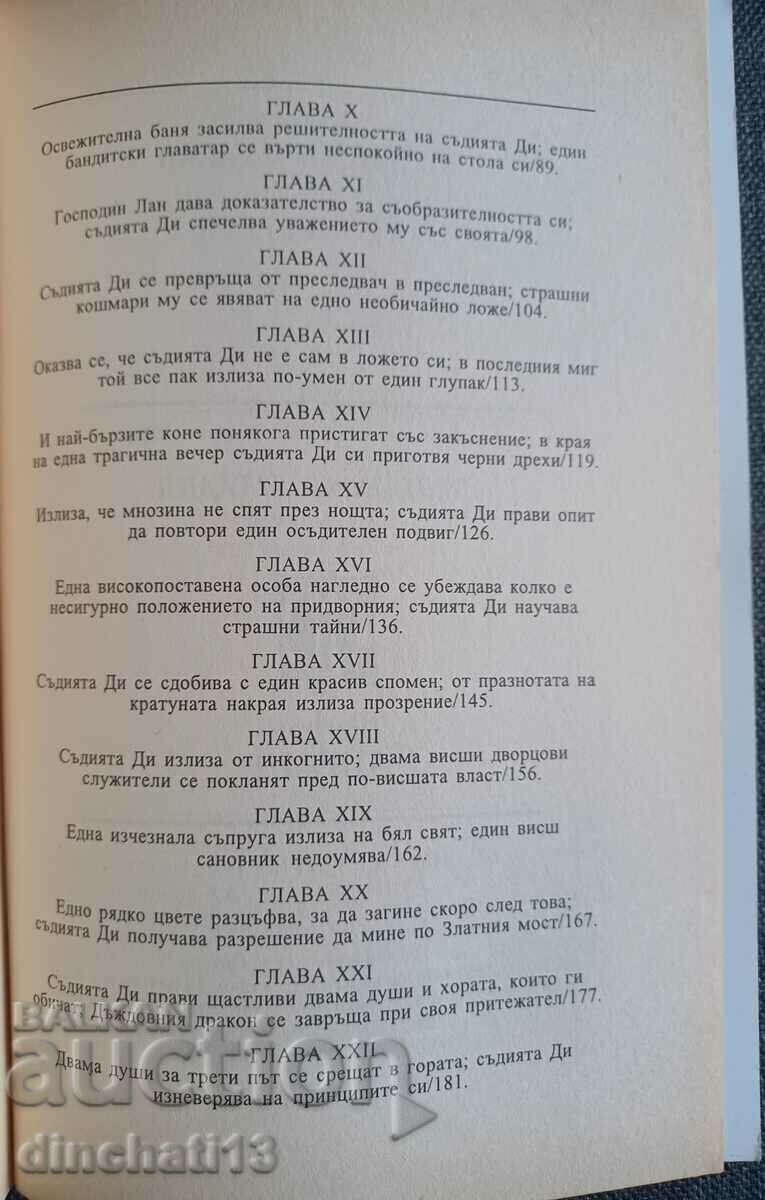 ГЛАВА X
Освежителна баня засилва решителността на съдията Ди; един
бандитски главатар се върти неспокойно на стола си/89.
ГЛАВА XI
Господин Лан дава доказателство за съобразителността си;
съдията Ди спечелва уважението му със своята/98.
ГЛАВА XII
Съдията Ди се превръща от преследвач в преследван; страшни
кошмари му се явяват на едно необичайно ложе/104.
ГЛАВА XIII
Оказва се, че съдията Ди не е сам в ложето си; в последния миг
той все пак излиза по-умен от един глупак/113.
ГЛАВА XIV
И най-бързите коне понякога пристигат със закъснение; в края
на една трагична вечер съдията Ди си приготвя черни дрехи/119.
ГЛАВА XV
Излиза, че мнозина не спят през нощта; съдията Ди прави опит
да повтори един осъдителен подвиг/126.
ГЛАВА XVI
Една високопоставена особа нагледно се убеждава колко е
несигурно положението на придворния; съдията Ди научава
страшни тайни/136.
ГЛАВА XVII
Съдията Ди се сдобива с един красив спомен; от празнотата на
кратуната накрая излиза прозрение/145.
ГЛАВА XVIII
Съдията Ди излиза от инкогнито; двама висши дворцови
служители се покланят пред по-висшата власт/156.
ГЛАВА XIX
Една изчезнала съпруга излиза на бял свят; един висш
сановник недоумява/162.
ГЛАВА XX
Едно рядко цвете разцъфва, за да загине скоро след това;
съдията Ди получава разрешение да мине по Златния мост/167.
ГЛАВА XXI
Съдията Ди прави щастливи двама души и хората, които ги
обичат; Дъждовния дракон се завръща при своя притежател/177.
ГЛАВА XXII
Двама души за трети път се срещат в гората; съдията Ди
изневерява на принципите си/181.
BALKAN
auction
dinchati13